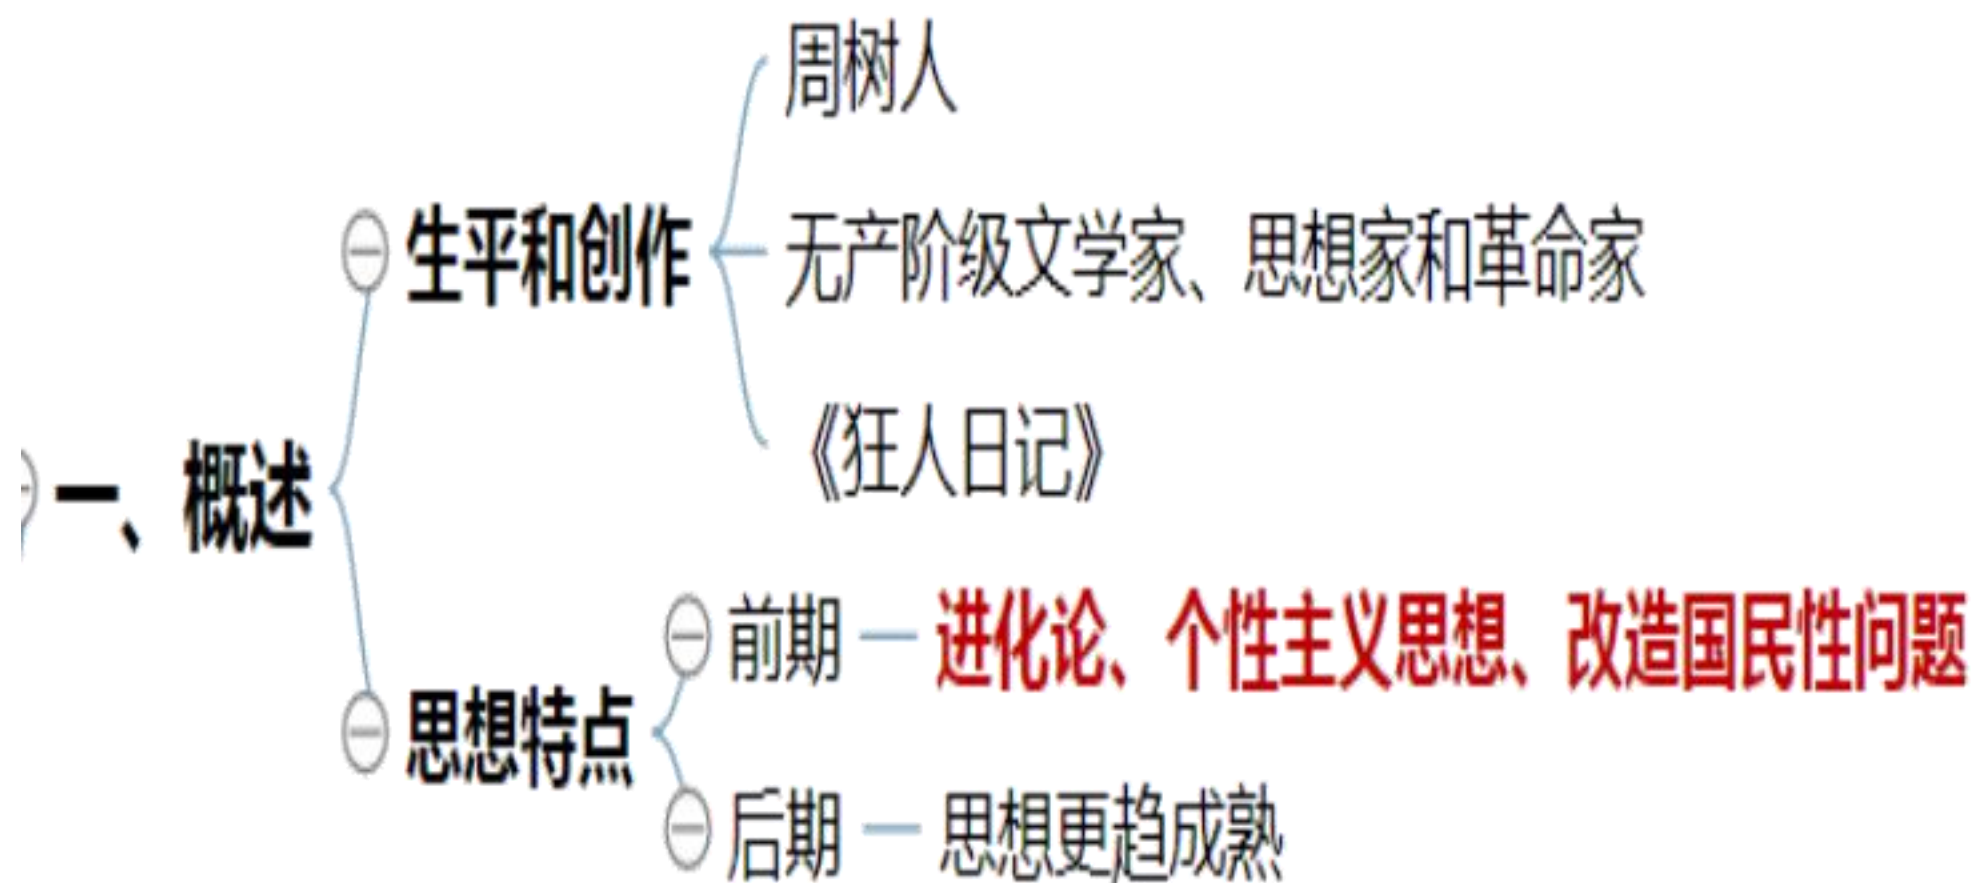 一、概述
生平和创作
周树人
无产阶级文学家、思想家和革命家
《狂人日记》
思想特点
前期
进化论、个性主义思想、改造国民性问题
后期
思想更趋成熟